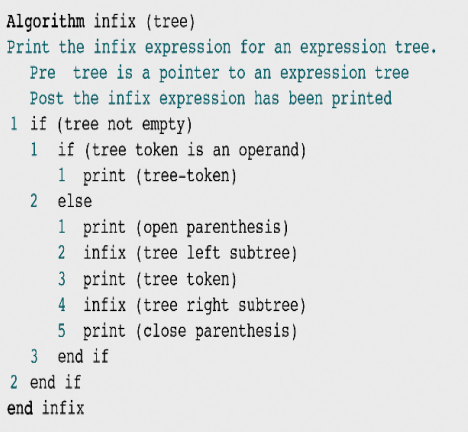 Algorithm infix (tree)
Print the infix expression for an expression tree.
Pre tree is a pointer to an expression tree
Post the infix expression has been printed
1 if (tree not empty)
1 if (tree token is an operand)
1 print (tree-token)
2 else
1 print (open parenthesis)
2 infix (tree left subtree)
3 print (tree token)
4 infix (tree right subtree)
5 print (close parenthesis)
3 end if
2 end if
end infix